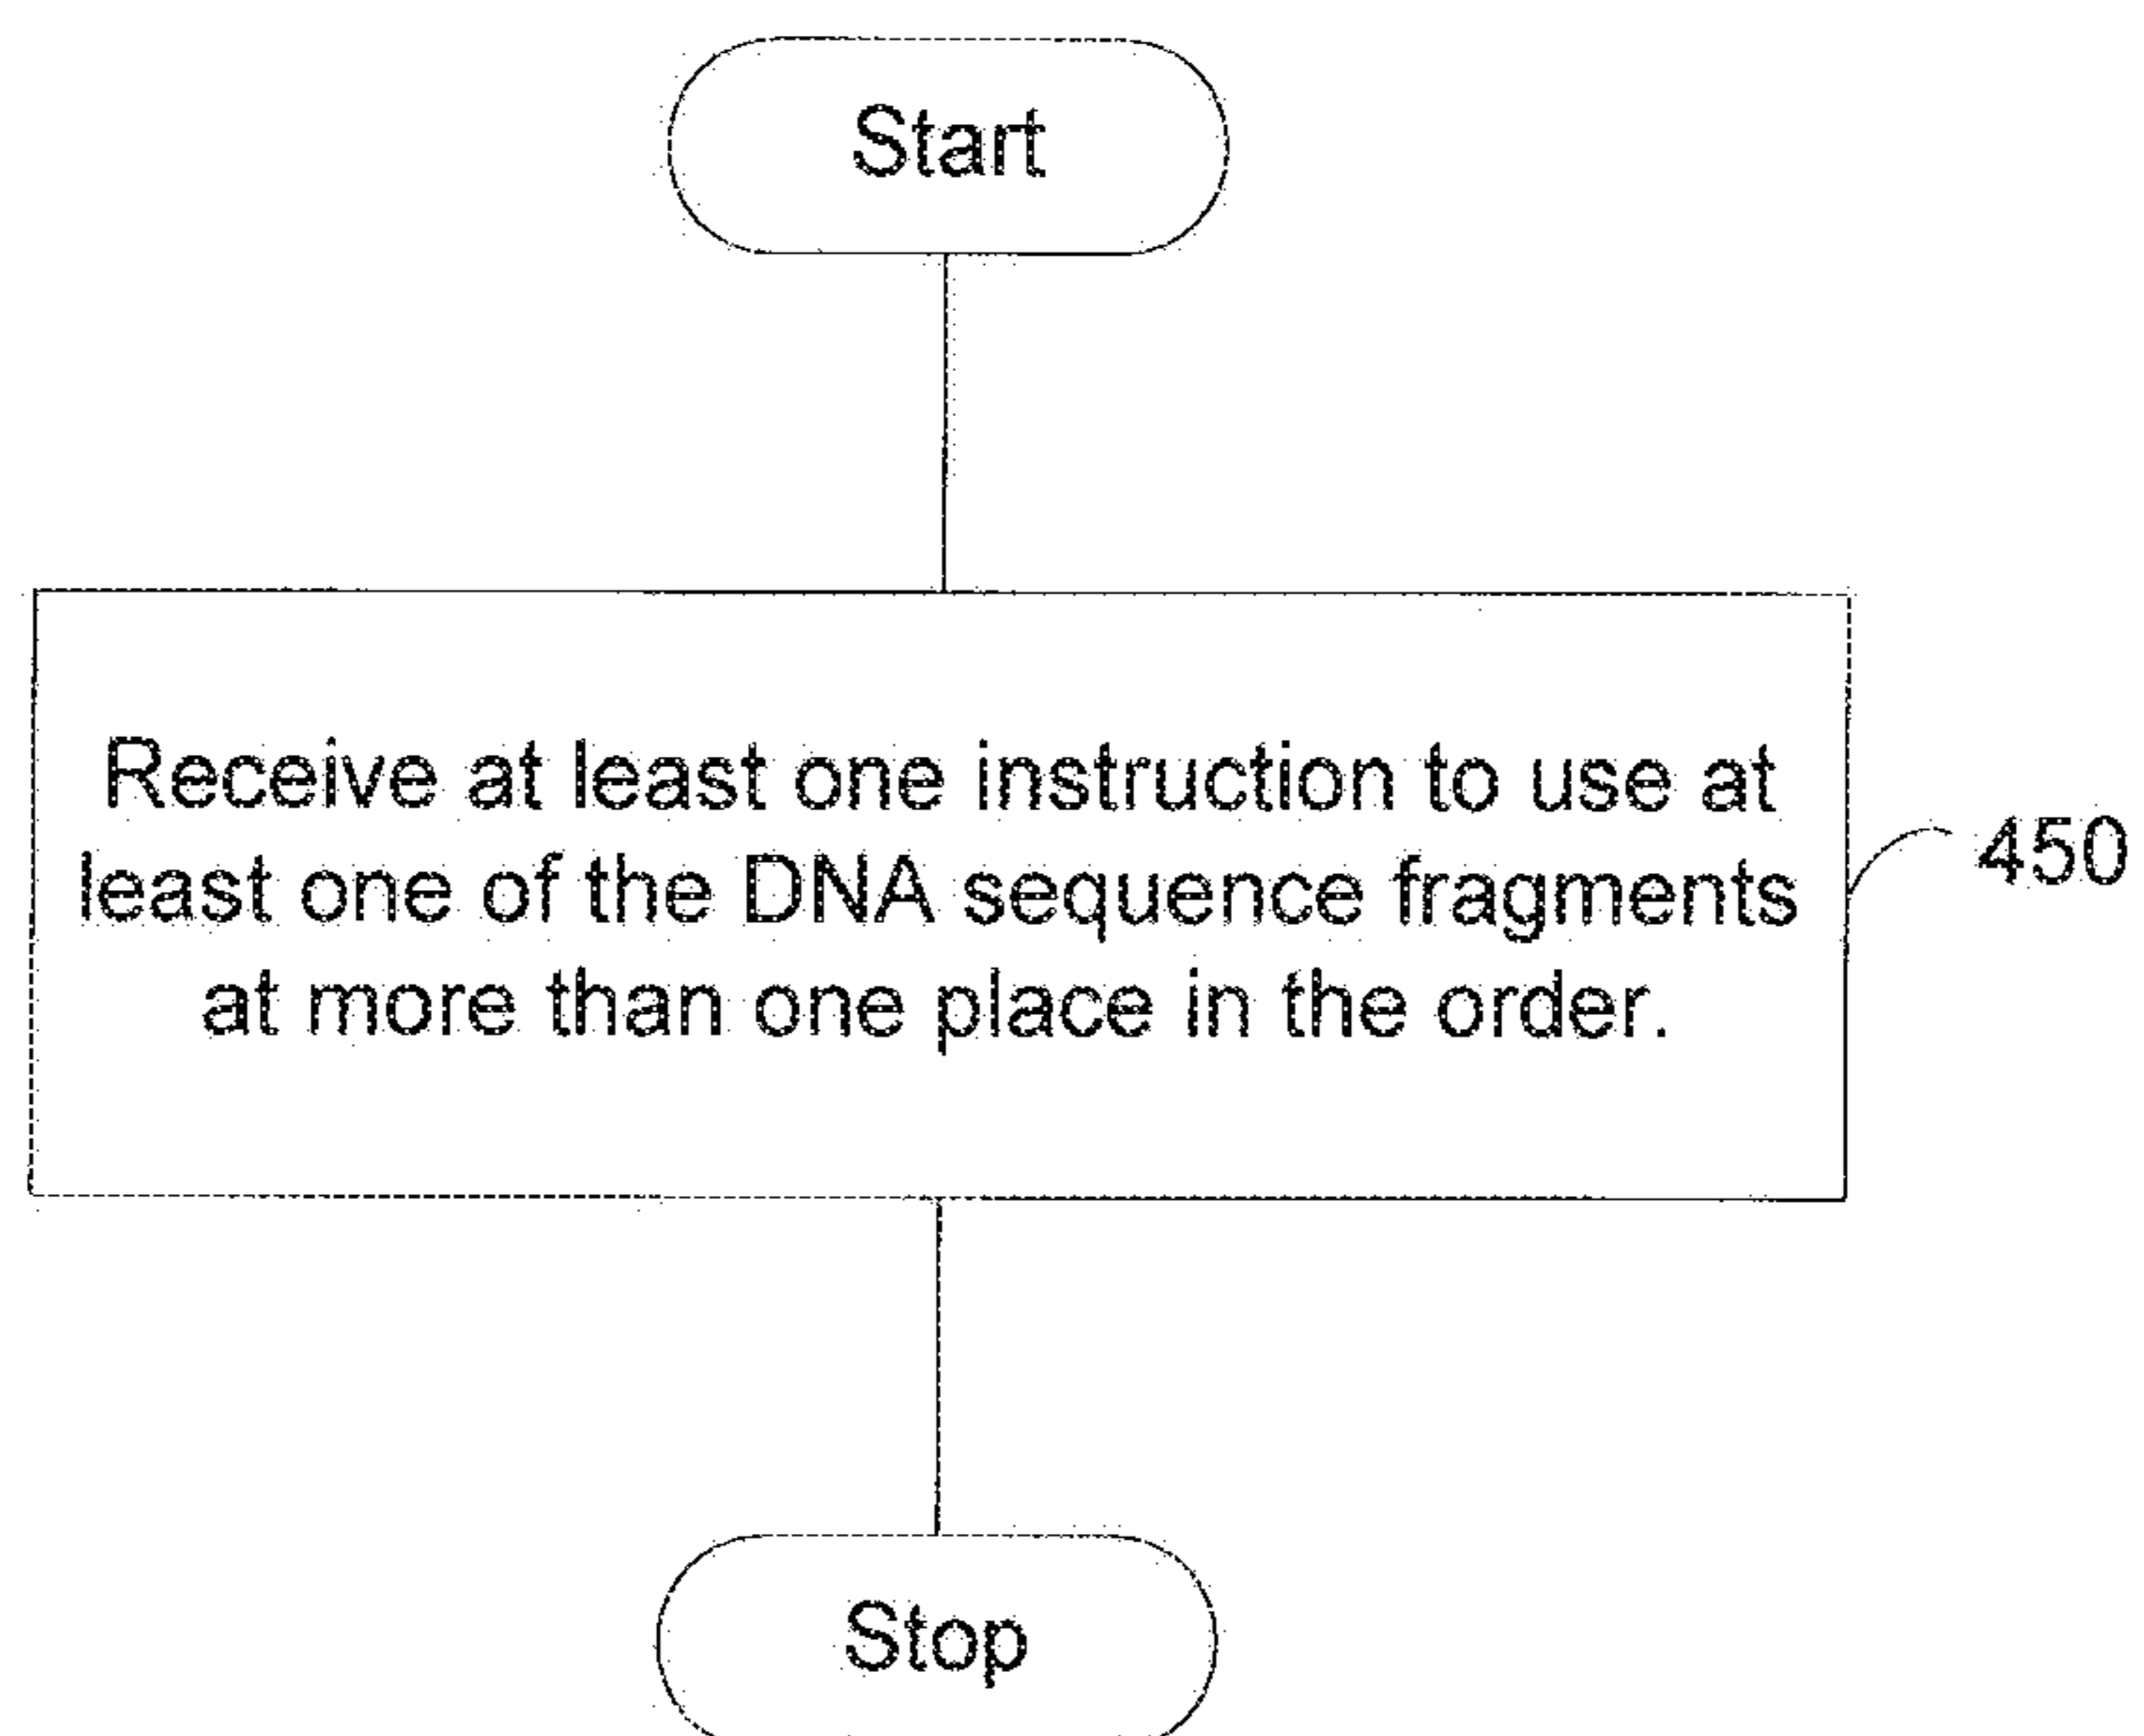 Start
Receive at least one instruction to use at
least one of the DNA sequence fragments
at more than one place in the order.
450
Stop